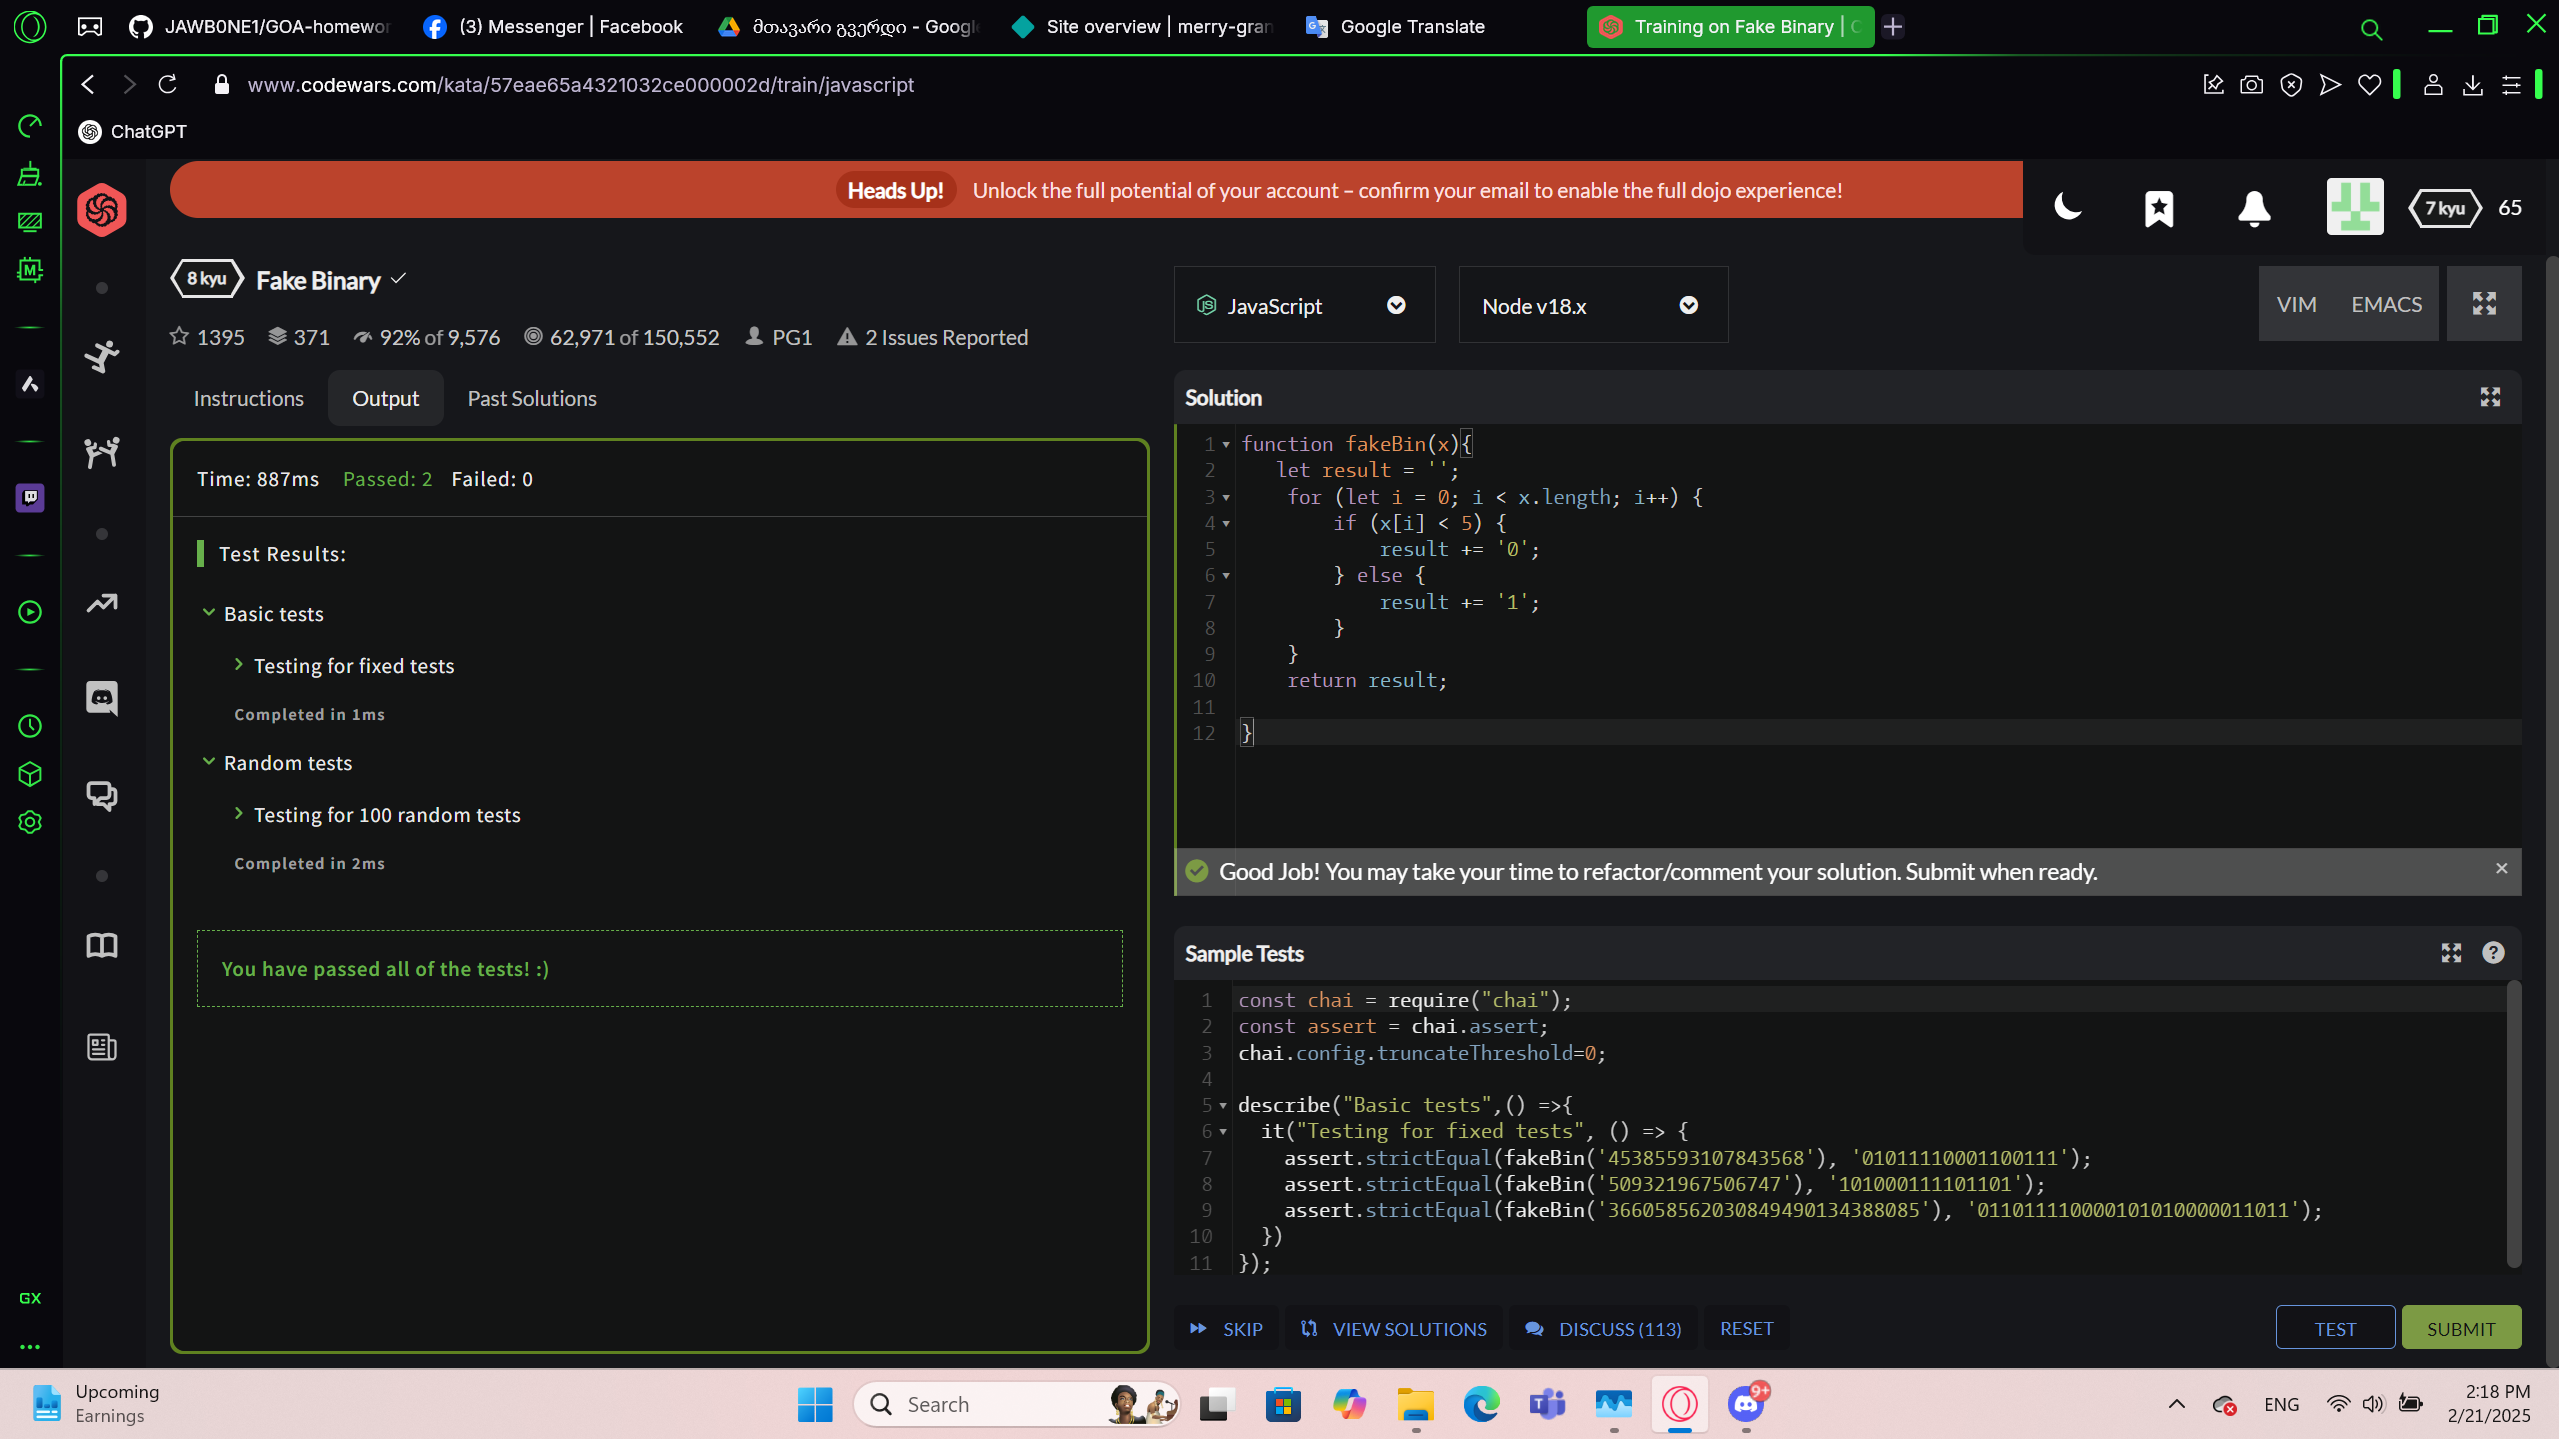 JAWB0NE1/GOA-homewor
(3) Messenger | Facebook
მთავარი გვერდი - Googl
Site overview | merry-gran
Google Translate
Training on Fake Binary | C
www.codewars.com/kata/57eae65a4321032ce000002d/train/javascript
ChatGPT
Heads Up! Unlock the full potential of your account – confirm your email to enable the full dojo experience!
7 kyu 65
8 kyu Fake Binary
1395 371 92% of 9,576 62,971 of 150,552 PG1 2 Issues Reported
JavaScript
Node v18.x
VIM EMACS
Instructions Output Past Solutions
Time: 887ms Passed: 2 Failed: 0
Test Results:
Basic tests
Testing for fixed tests
Completed in 1ms
Random tests
Testing for 100 random tests
Completed in 2ms
You have passed all of the tests! :)
Solution
1 function fakeBin(x){
2 let result = '';
3 for (let i = 0; i < x.length; i++) {
4 if (x[i] < 5) {
5 result += '0';
6 } else {
7 result += '1';
8 }
9 }
10 return result;
11
12 }
Good Job! You may take your time to refactor/comment your solution. Submit when ready.
Sample Tests
1 const chai = require("chai");
2 const assert = chai.assert;
3 chai.config.truncateThreshold=0;
4
5 describe("Basic tests",() =>{
6 it("Testing for fixed tests", () => {
7 assert.strictEqual(fakeBin('45385593107843568'), '01011110001100111');
8 assert.strictEqual(fakeBin('509321967506747'), '101000111101101');
9 assert.strictEqual(fakeBin('366058562030849490134388085'), '011011110000101010000011011');
10 })
11 });
SKIP VIEW SOLUTIONS DISCUSS (113) RESET
TEST SUBMIT
GX
Upcoming
Earnings
Search
9+
ENG
2:18 PM
2/21/2025